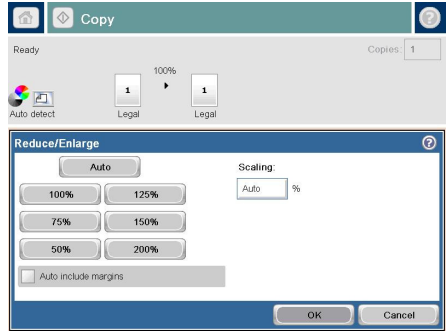 Copy
Ready
Copies: 1
100%
1
1
Auto detect
Legal
Legal
Reduce/Enlarge
Auto
Scaling:
100%
125%
Auto %
75%
150%
50%
200%
Auto include margins
OK
Cancel